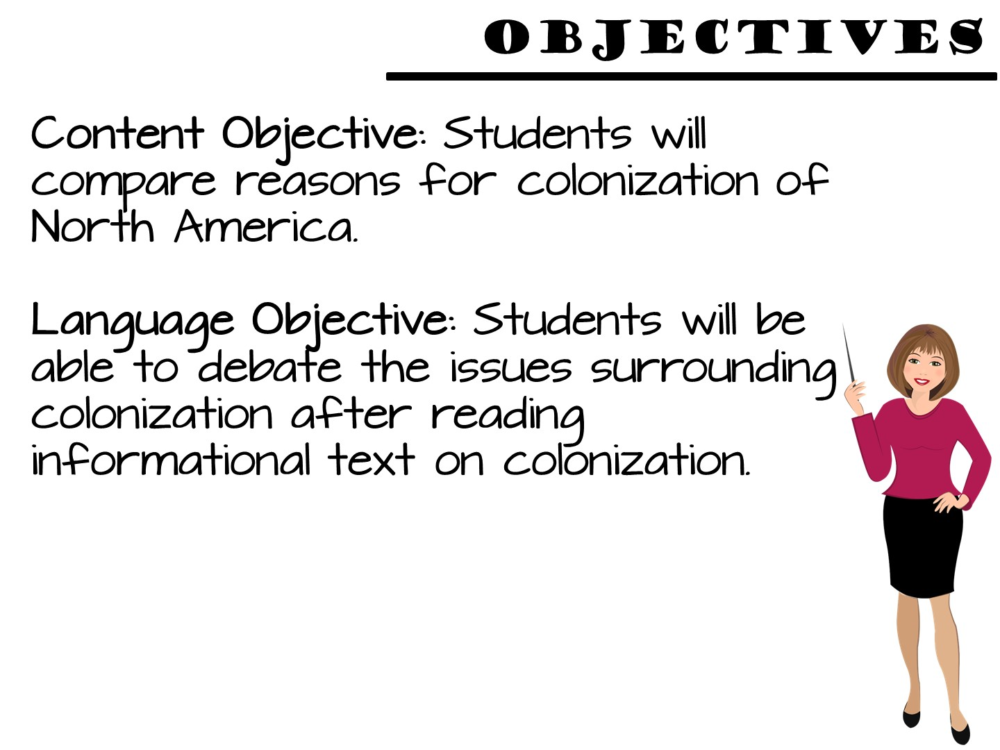 OBJECTIVES
Content Objective: Students will
compare reasons for colonization of
North America.
Language Objective: Students will be
able to debate the issues surrounding
colonization after reading
informational text on colonization.